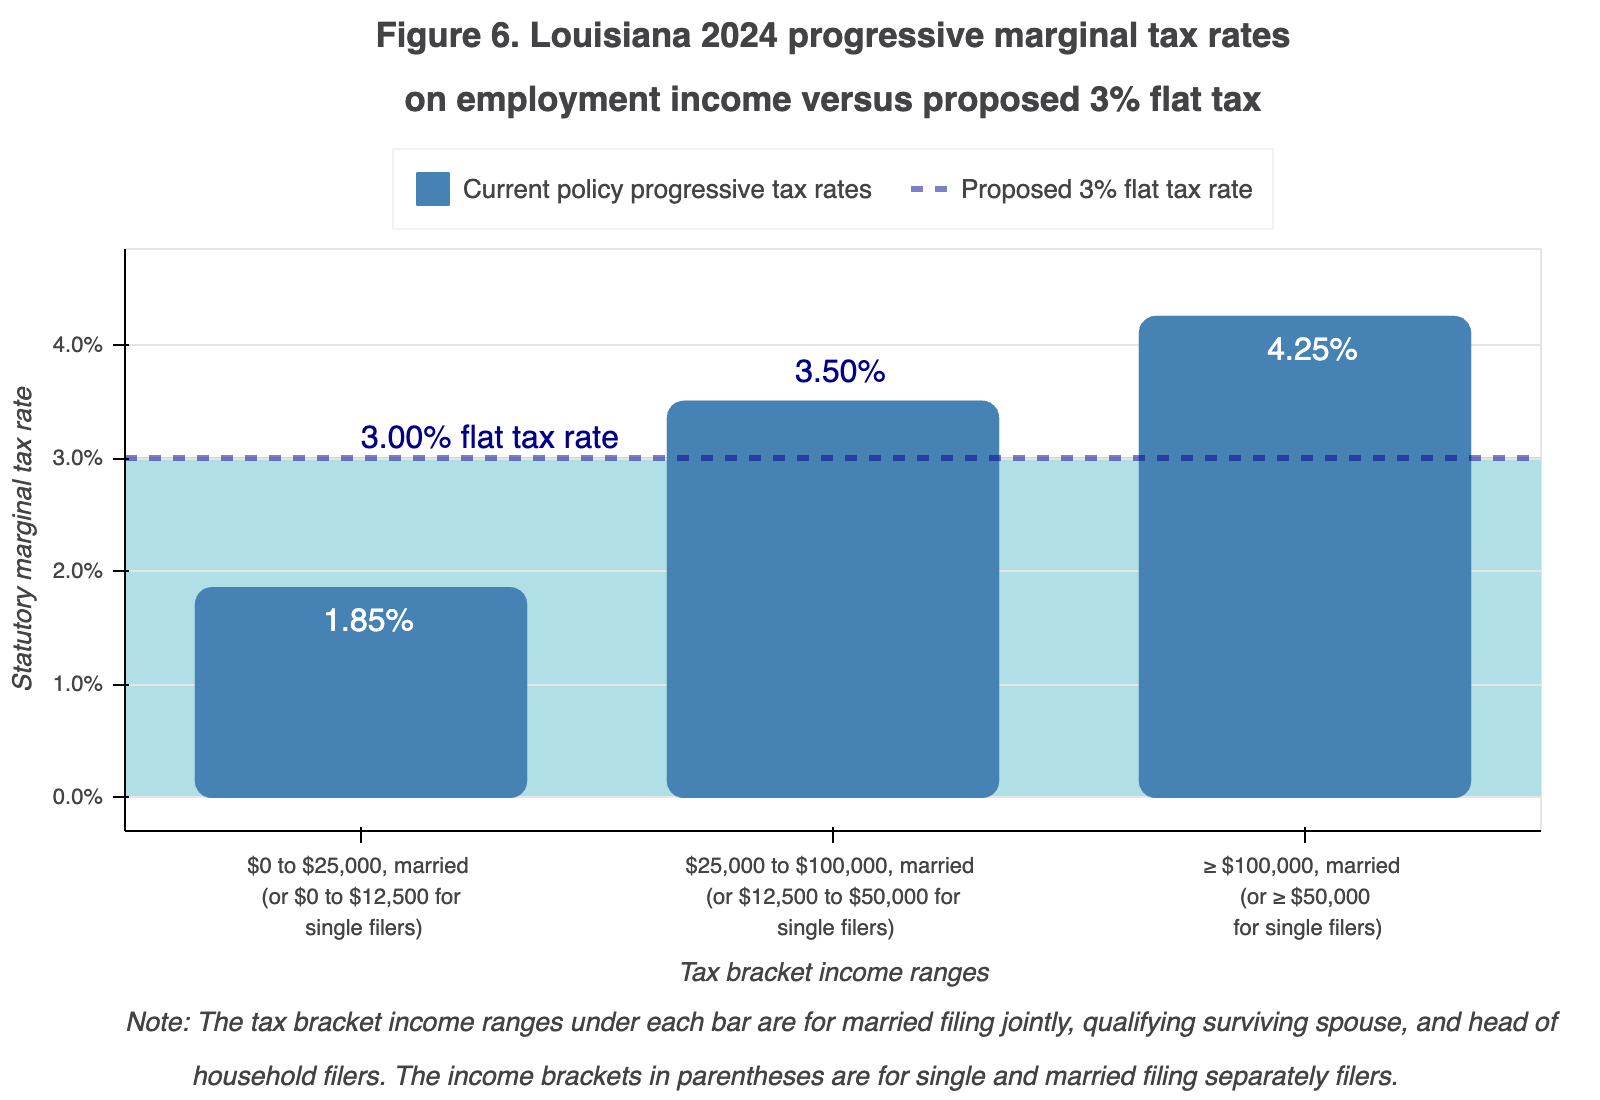 Figure 6. Louisiana 2024 progressive marginal tax rates
on employment income versus proposed 3% flat tax
Current policy progressive tax rates
Proposed 3% flat tax rate
Statutory marginal tax rate
4.0%
3.0%
2.0%
1.0%
0.0%
3.00% flat tax rate
1.85%
3.50%
4.25%
$0 to $25,000, married
(or $0 to $12,500 for
single filers)
$25,000 to $100,000, married
(or $12,500 to $50,000 for
single filers)
≥ $100,000, married
(or ≥ $50,000
for single filers)
Tax bracket income ranges
Note: The tax bracket income ranges under each bar are for married filing jointly, qualifying surviving spouse, and head of
household filers. The income brackets in parentheses are for single and married filing separately filers.